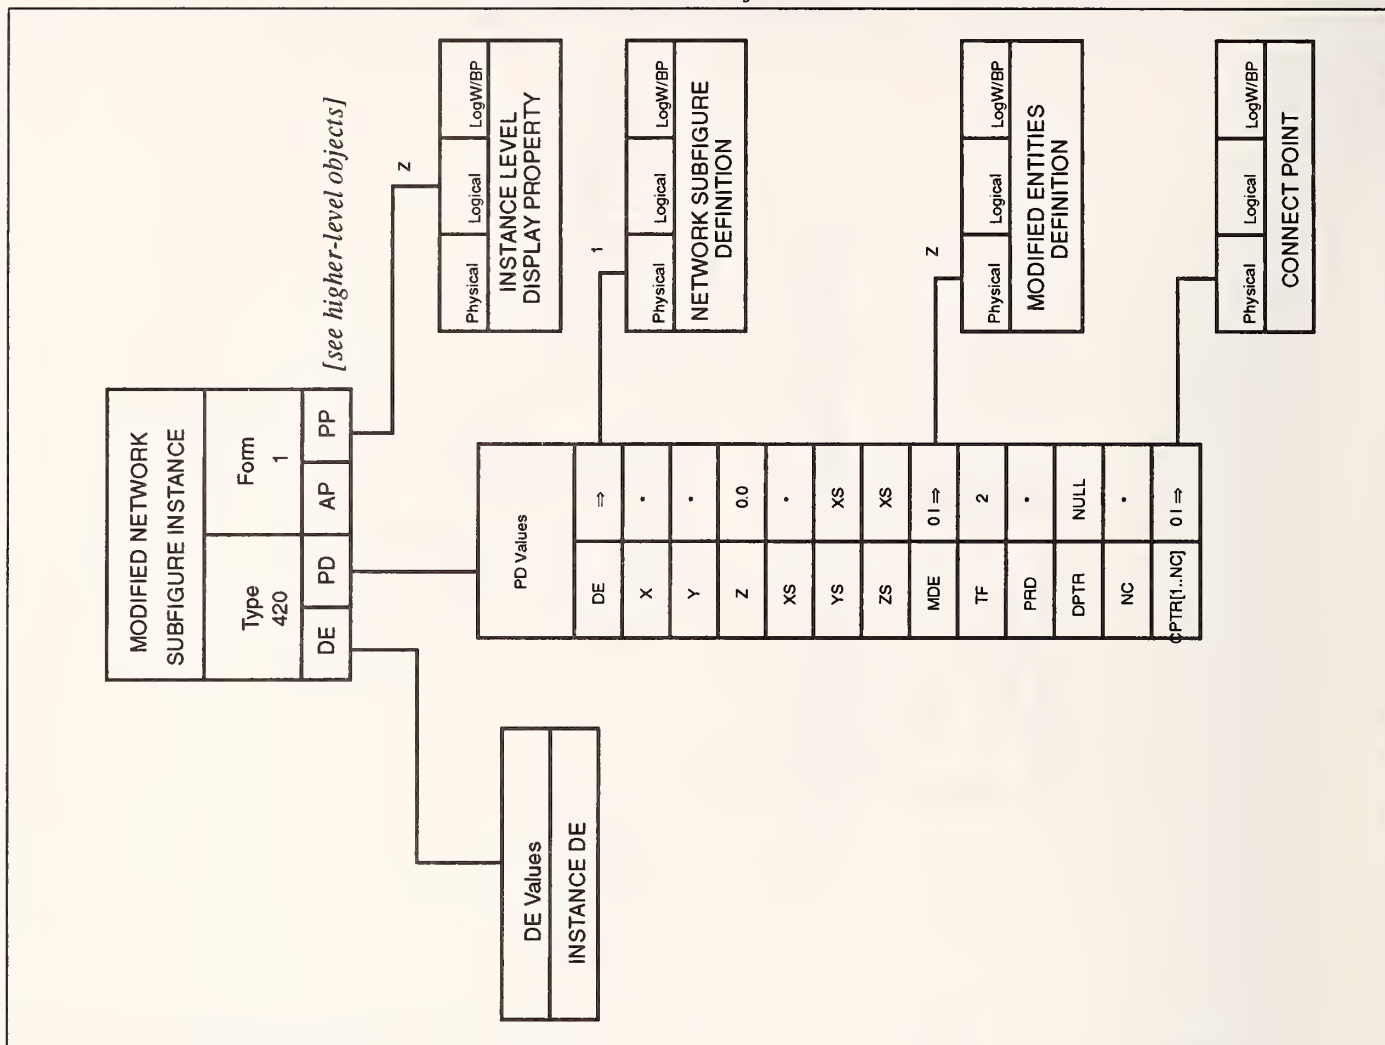 MODIFIED NETWORK
SUBFIGURE INSTANCE
Type
420
Form
1
DE PD AP PP
[see higher-level objects]
DE Values
INSTANCE DE
PD Values
DE ⇒
X *
Y *
Z 0.0
XS *
YS XS
ZS XS
MDE 0 | ⇒
TF 2
PRD *
DPTR NULL
NC *
CPTR[1..NC] 0 | ⇒
N
Physical Logical LogW/BP
INSTANCE LEVEL
DISPLAY PROPERTY
1
Physical Logical LogW/BP
NETWORK SUBFIGURE
DEFINITION
N
Physical Logical LogW/BP
MODIFIED ENTITIES
DEFINITION
Physical Logical LogW/BP
CONNECT POINT